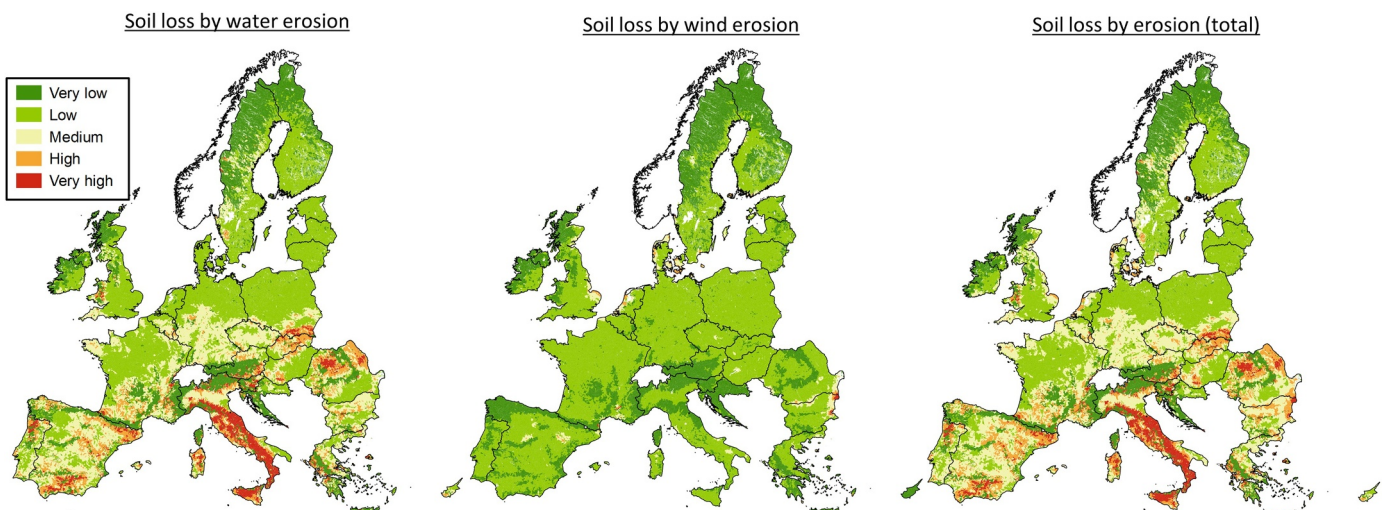 Soil loss by water erosion
Soil loss by wind erosion
Soil loss by erosion (total)
Very low
Low
Medium
High
Very high